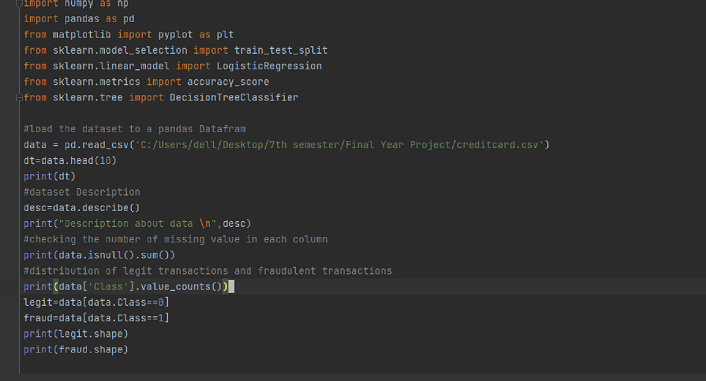 import numpy as np
import pandas as pd
from matplotlib import pyplot as plt
from sklearn.model_selection import train_test_split
from sklearn.linear_model import LogisticRegression
from sklearn.metrics import accuracy_score
from sklearn.tree import DecisionTreeClassifier
#load the dataset to a pandas Datafram
data = pd.read_csv('C:/Users/dell/Desktop/7th semester/Final Year Project/creditcard.csv')
dt=data.head(10)
print(dt)
#dataset Description
desc=data.describe()
print("Description about data \n",desc)
#checking the number of missing value in each column
print(data.isnull().sum())
#distribution of legit transactions and fraudulent transactions
print(data['Class'].value_counts())
legit=data[data.Class==0]
fraud=data[data.Class==1]
print(legit.shape)
print(fraud.shape)